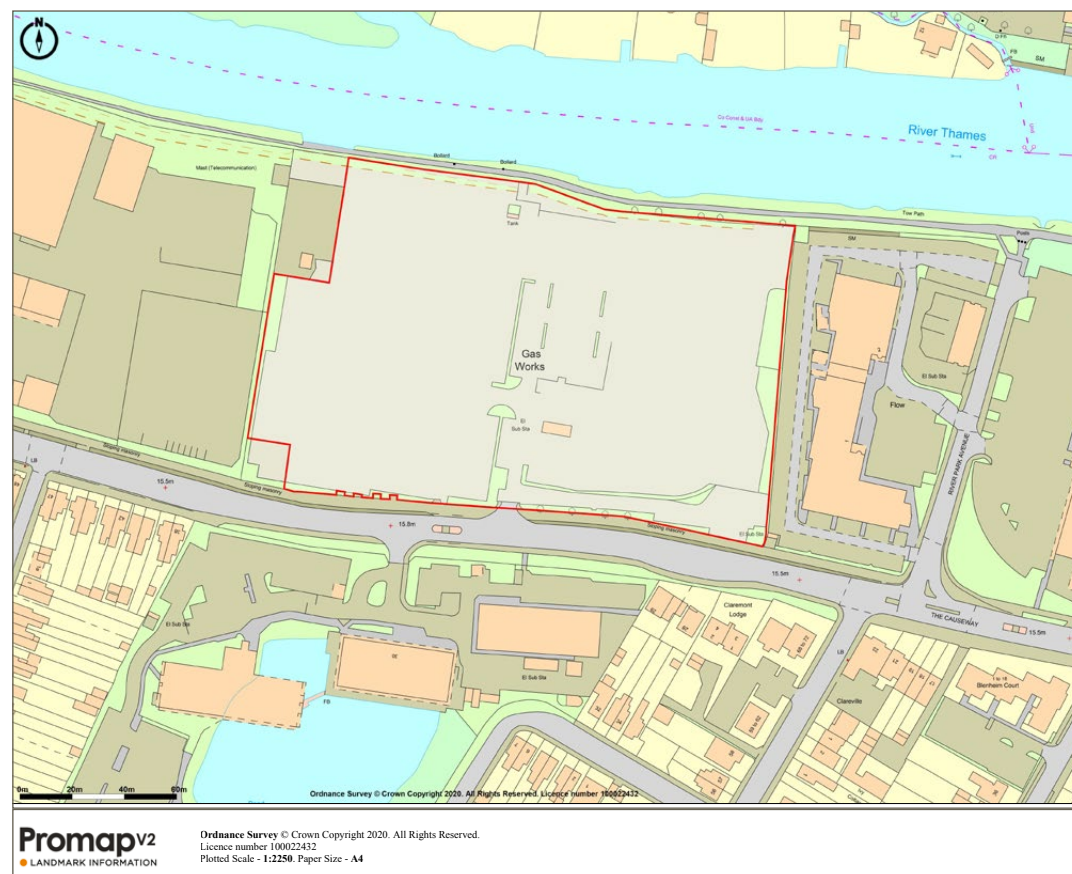 N
52
D-Fn
FB
SM
Co Const & UA Bdy
River Thames
Und
CR
Bollard
Bollard
Mast (Telecommunication)
Tank
Tow Path
Posts
SM
Gas
Works
El
Sub Sta
El Sub Sta
Flow
RIVER PARK AVENUE
LB
Sloping masonry
15.5m
Sloping masonry
15.8m
Sloping masonry
El Sub Sta
15.5m
THE CAUSEWAY
15.5m
Claremont
Lodge
El Sub Sta
LB
Blenheim Court
El Sub Sta
FB
Clareville
0m 20m 40m 60m
Ordnance Survey © Crown Copyright 2020. All Rights Reserved. Licence number 100022432
Promap V2
LANDMARK INFORMATION
Ordnance Survey © Crown Copyright 2020. All Rights Reserved.
Licence number 100022432
Plotted Scale - 1:2250. Paper Size - A4